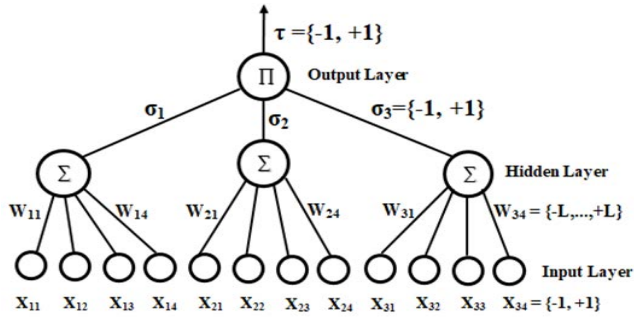 τ ={-1, +1}
Π Output Layer
σ₁ σ₂ σ₃={-1, +1}
Σ Σ Σ Hidden Layer
W₁₁ W₁₄ W₂₁ W₂₄ W₃₁ W₃₄ = {-L,...,+L}
Input Layer
X₁₁ X₁₂ X₁₃ X₁₄ X₂₁ X₂₂ X₂₃ X₂₄ X₃₁ X₃₂ X₃₃ X₃₄ = {-1, +1}